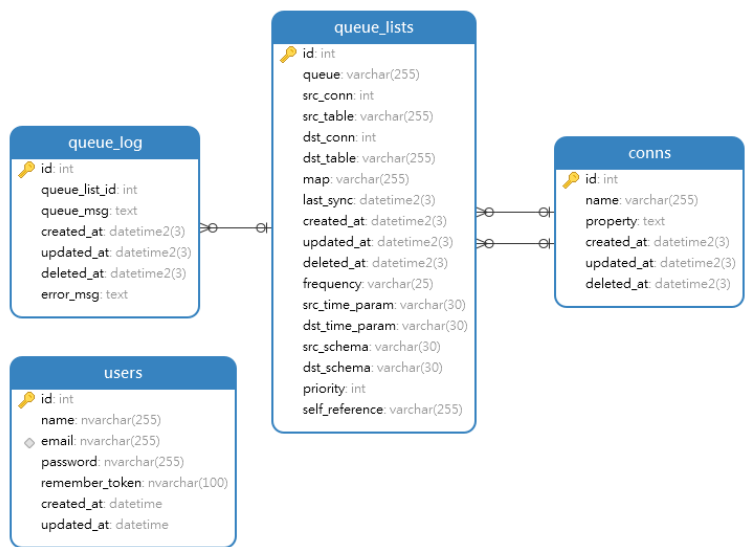 queue_lists
id: int
queue: varchar(255)
src_conn: int
src_table: varchar(255)
dst_conn: int
dst_table: varchar(255)
map: varchar(255)
last_sync: datetime2(3)
created_at: datetime2(3)
updated_at: datetime2(3)
deleted_at: datetime2(3)
frequency: varchar(25)
src_time_param: varchar(30)
dst_time_param: varchar(30)
src_schema: varchar(30)
dst_schema: varchar(30)
priority: int
self_reference: varchar(255)
queue_log
id: int
queue_list_id: int
queue_msg: text
created_at: datetime2(3)
updated_at: datetime2(3)
deleted_at: datetime2(3)
error_msg: text
conns
id: int
name: varchar(255)
property: text
created_at: datetime2(3)
updated_at: datetime2(3)
deleted_at: datetime2(3)
users
id: int
name: nvarchar(255)
email: nvarchar(255)
password: nvarchar(255)
remember_token: nvarchar(100)
created_at: datetime
updated_at: datetime